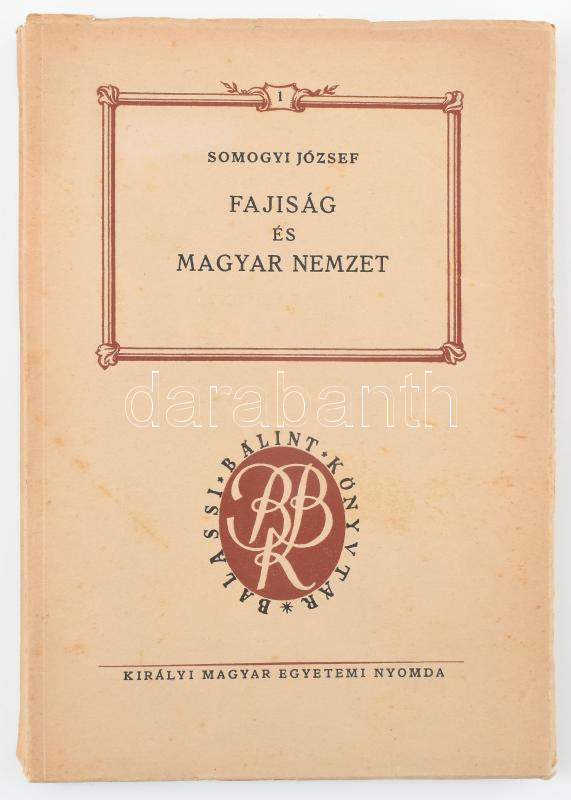 1
SOMOGYI JÓZSEF
FAJISÁG
ÉS
MAGYAR NEMZET
darabanth
BALASSI ★ BÁLINT ★ KÖNYVTÁR ✳
BBK
KIRÁLYI MAGYAR EGYETEMI NYOMDA